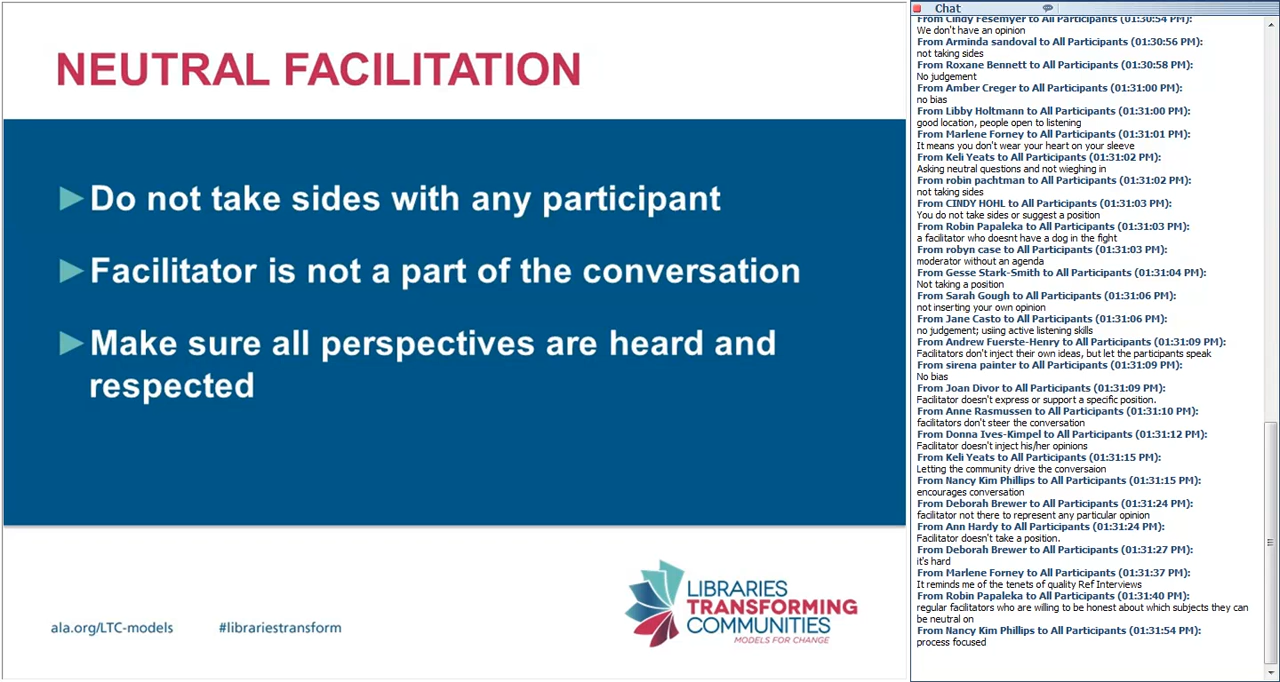 NEUTRAL FACILITATION
Do not take sides with any participant
Facilitator is not a part of the conversation
Make sure all perspectives are heard and
respected
ala.org/LTC-models
#librariestransform
LIBRARIES
TRANSFORMING
COMMUNITIES
MODELS FOR CHANGE
Chat
From Cindy Fesemyer to All Participants (01:30:54 PM):
We don't have an opinion
From Arminda sandoval to All Participants (01:30:56 PM):
not taking sides
From Roxane Bennett to All Participants (01:30:58 PM):
No judgement
From Amber Creger to All Participants (01:31:00 PM):
no bias
From Libby Holtmann to All Participants (01:31:00 PM):
good location, people open to listening
From Marlene Forney to All Participants (01:31:01 PM):
It means you don't wear your heart on your sleeve
From Keli Yeats to All Participants (01:31:02 PM):
Asking neutral questions and not wieghing in
From robin pachtman to All Participants (01:31:02 PM):
not taking sides
From CINDY HOHL to All Participants (01:31:03 PM):
You do not take sides or suggest a position
From Robin Papaleka to All Participants (01:31:03 PM):
a facilitator who doesnt have a dog in the fight
From robyn case to All Participants (01:31:03 PM):
moderator without an agenda
From Gesse Stark-Smith to All Participants (01:31:04 PM):
Not taking a position
From Sarah Gough to All Participants (01:31:06 PM):
not inserting your own opinion
From Jane Casto to All Participants (01:31:06 PM):
no judgement; using active listening skills
From Andrew Fuerste-Henry to All Participants (01:31:09 PM):
Facilitators don't inject their own ideas, but let the participants speak
From sirena painter to All Participants (01:31:09 PM):
No bias
From Joan Divor to All Participants (01:31:09 PM):
Facilitator doesn't express or support a specific position.
From Anne Rasmussen to All Participants (01:31:10 PM):
facilitators don't steer the conversation
From Donna Ives-Kimpel to All Participants (01:31:12 PM):
Facilitator doesn't inject his/her opinions
From Keli Yeats to All Participants (01:31:15 PM):
Letting the community drive the conversaion
From Nancy Kim Phillips to All Participants (01:31:15 PM):
encourages conversation
From Deborah Brewer to All Participants (01:31:24 PM):
facilitator not there to represent any particular opinion
From Ann Hardy to All Participants (01:31:24 PM):
Facilitator doesn't take a position.
From Deborah Brewer to All Participants (01:31:27 PM):
it's hard
From Marlene Forney to All Participants (01:31:37 PM):
It reminds me of the tenets of quality Ref Interviews
From Robin Papaleka to All Participants (01:31:40 PM):
regular facilitators who are willing to be honest about which subjects they can
be neutral on
From Nancy Kim Phillips to All Participants (01:31:54 PM):
process focused